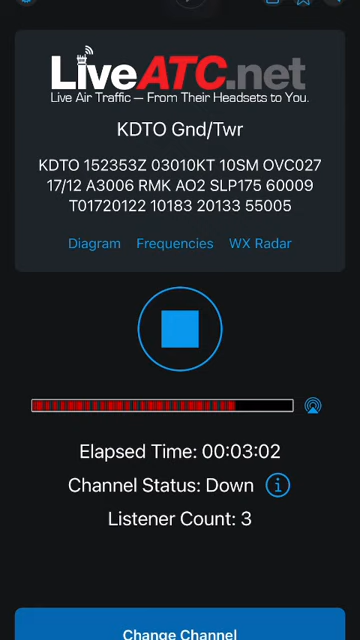 LiveATC.net
Live Air Traffic — From Their Headsets to You.
KDTO Gnd/Twr
KDTO 152353Z 03010KT 10SM OVC027
17/12 A3006 RMK AO2 SLP175 60009
T01720122 10183 20133 55005
Diagram Frequencies WX Radar
Elapsed Time: 00:03:02
Channel Status: Down
Listener Count: 3
Change Channel